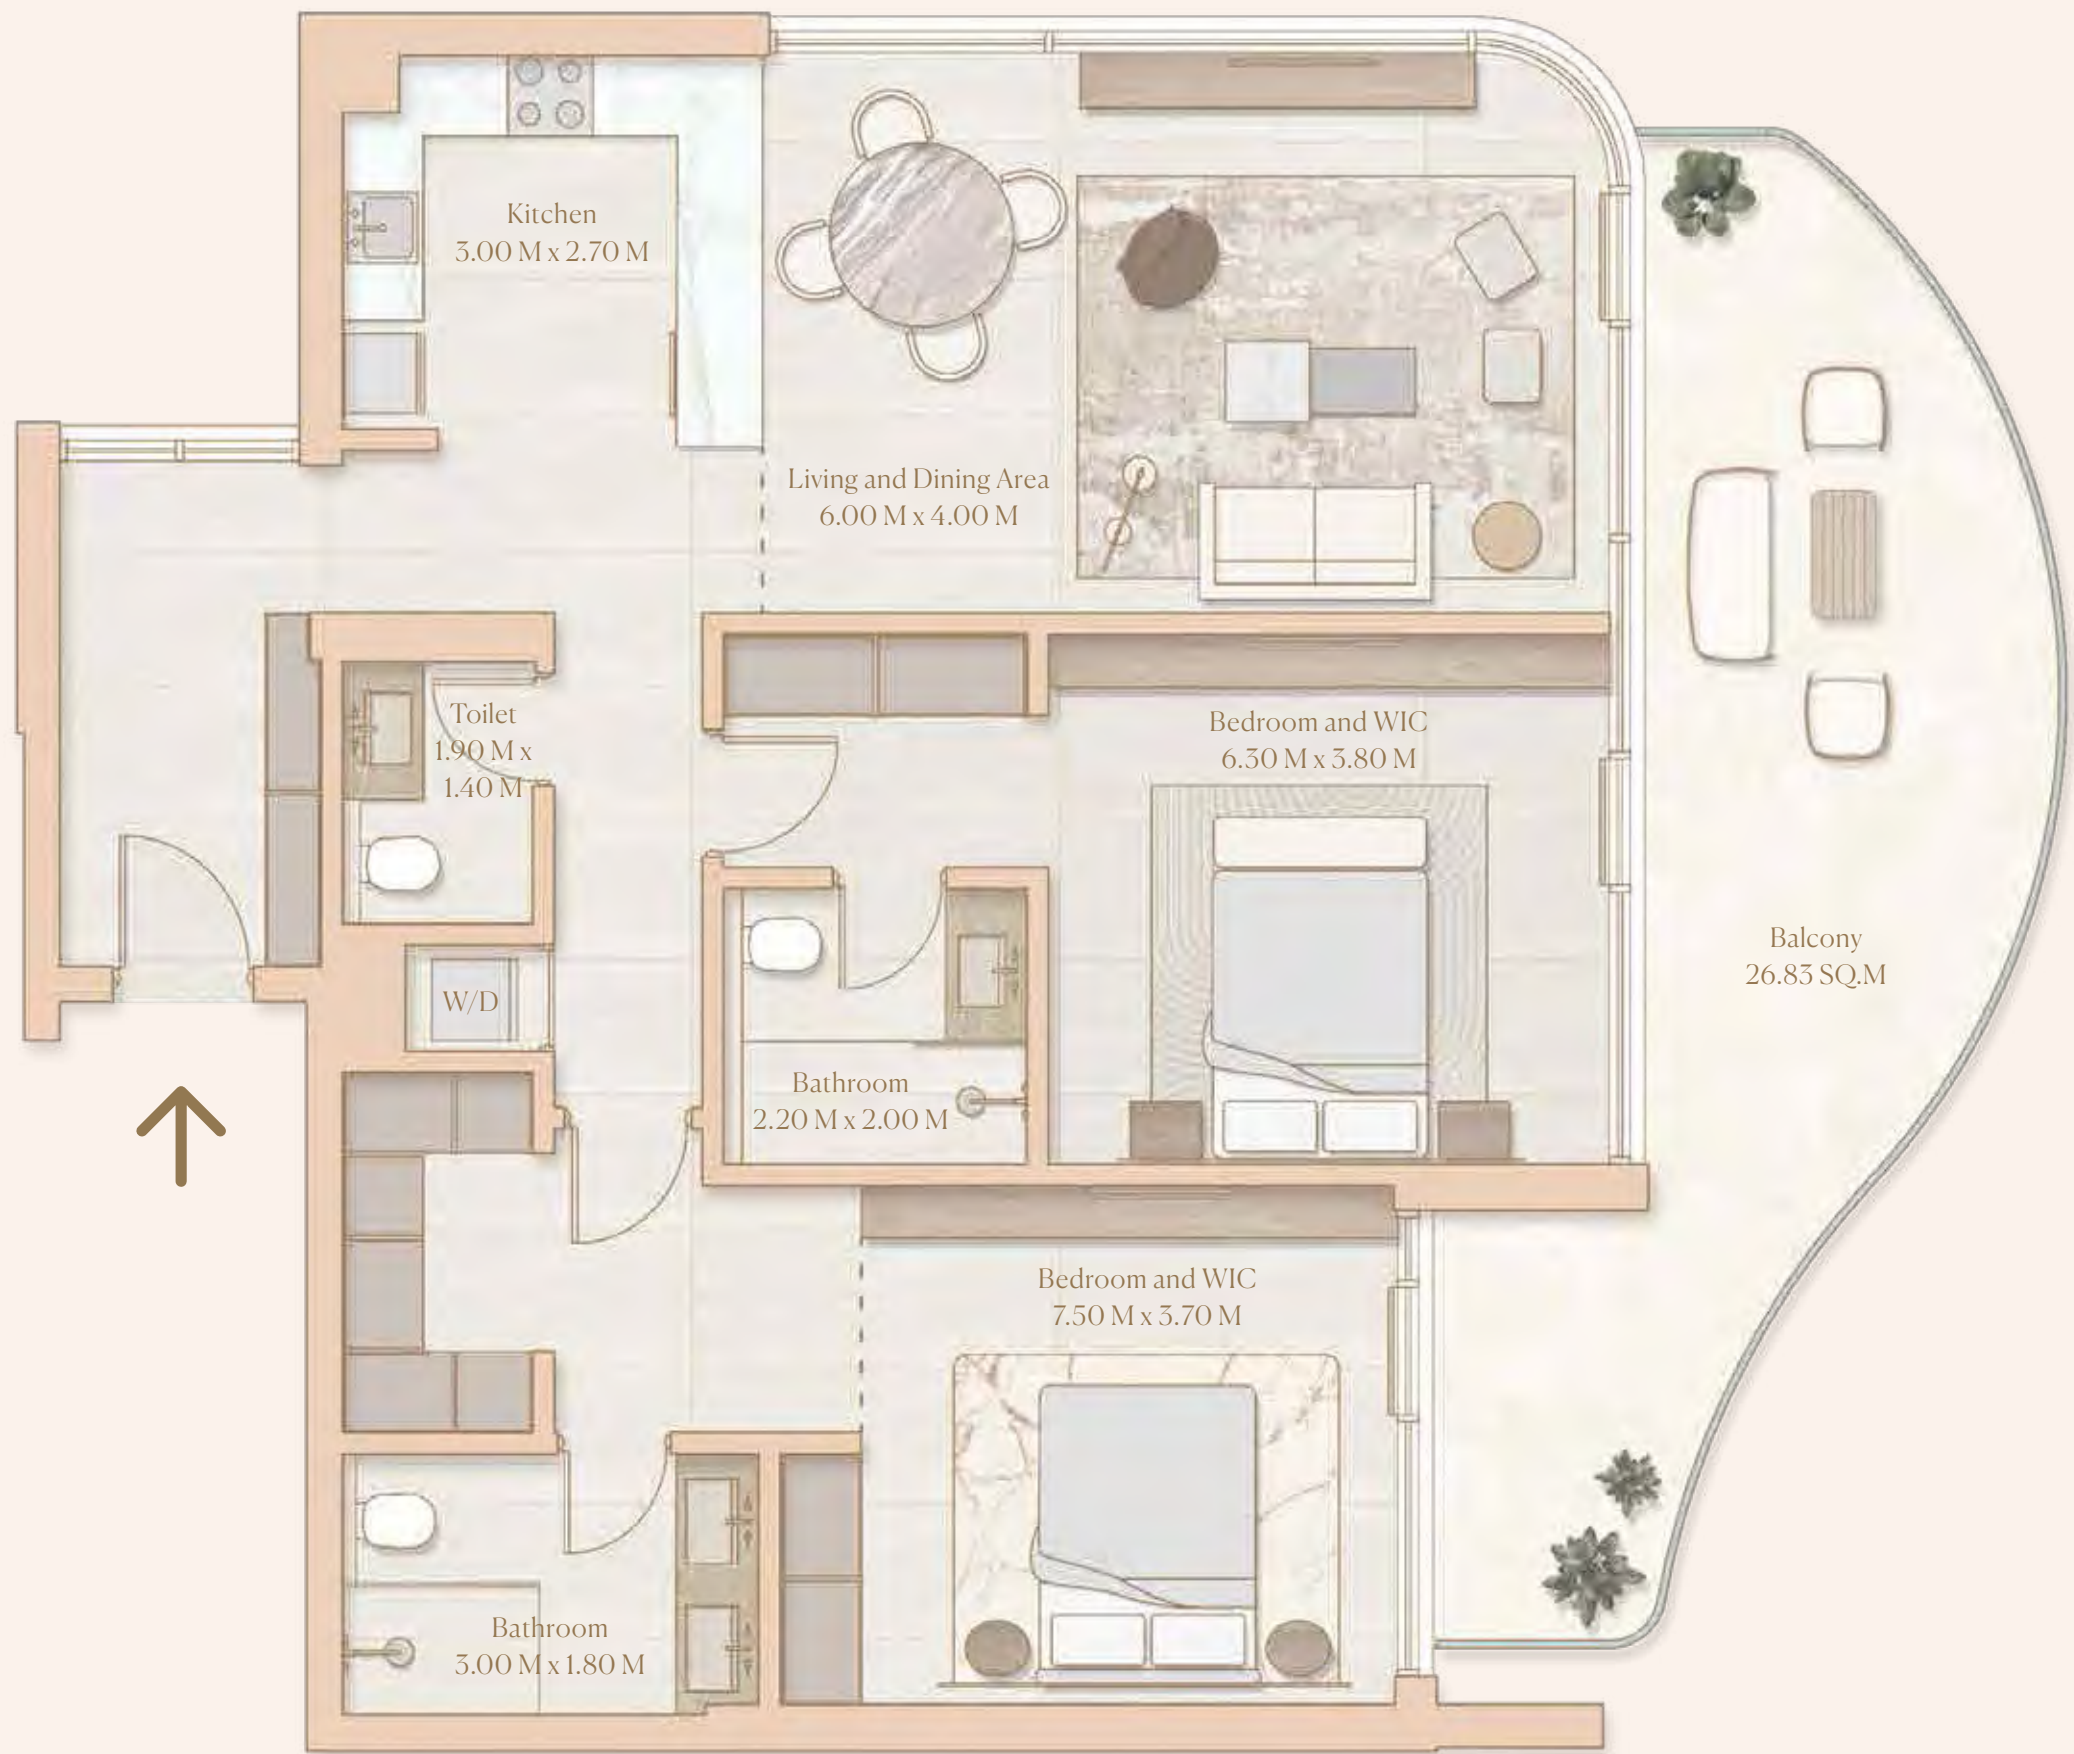 Kitchen
3.00 M x 2.70 M
Living and Dining Area
6.00 M x 4.00 M
Toilet
1.90 M x
1.40 M
Bedroom and WIC
6.30 M x 3.80 M
Balcony
26.83 SQ.M
W/D
Bathroom
2.20 M x 2.00 M
Bedroom and WIC
7.50 M x 3.70 M
Bathroom
3.00 M x 1.80 M